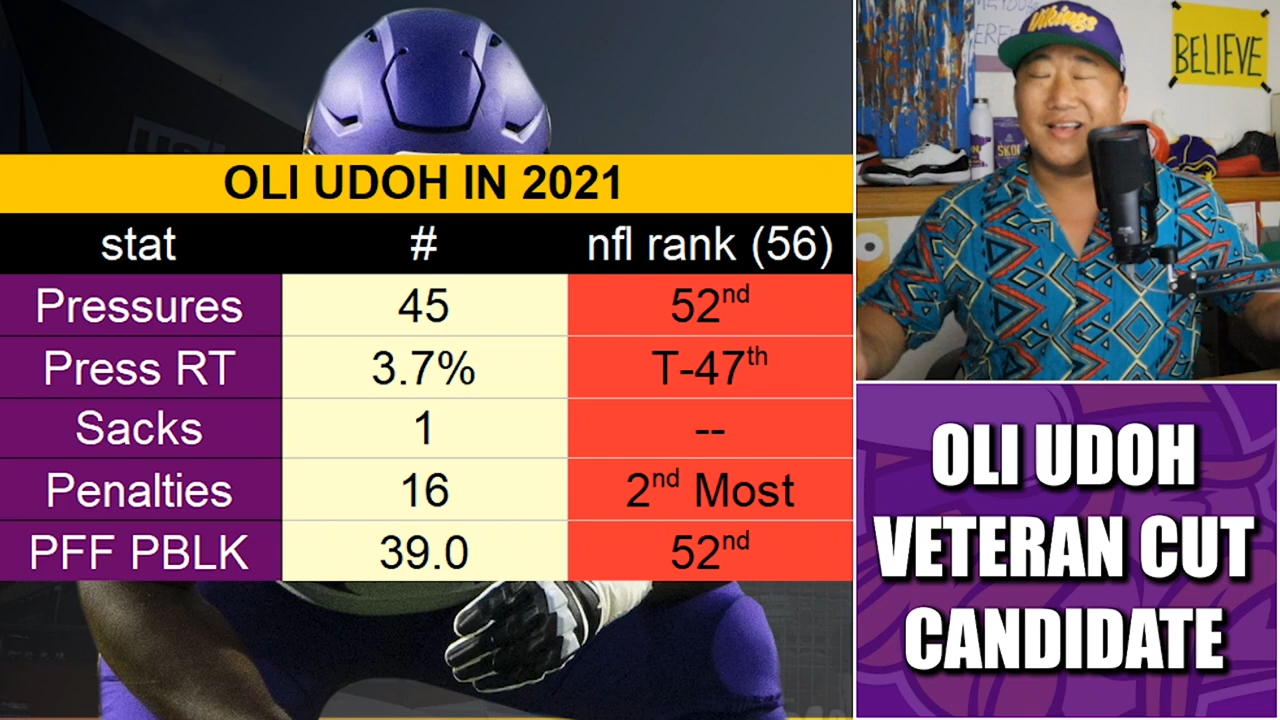 OLI UDOH IN 2021
stat # nfl rank (56)
Pressures 45 52nd
Press RT 3.7% T-47th
Sacks 1 --
Penalties 16 2nd Most
PFF PBLK 39.0 52nd
Vikings
BELIEVE
SKOL
OLI UDOH
VETERAN CUT
CANDIDATE